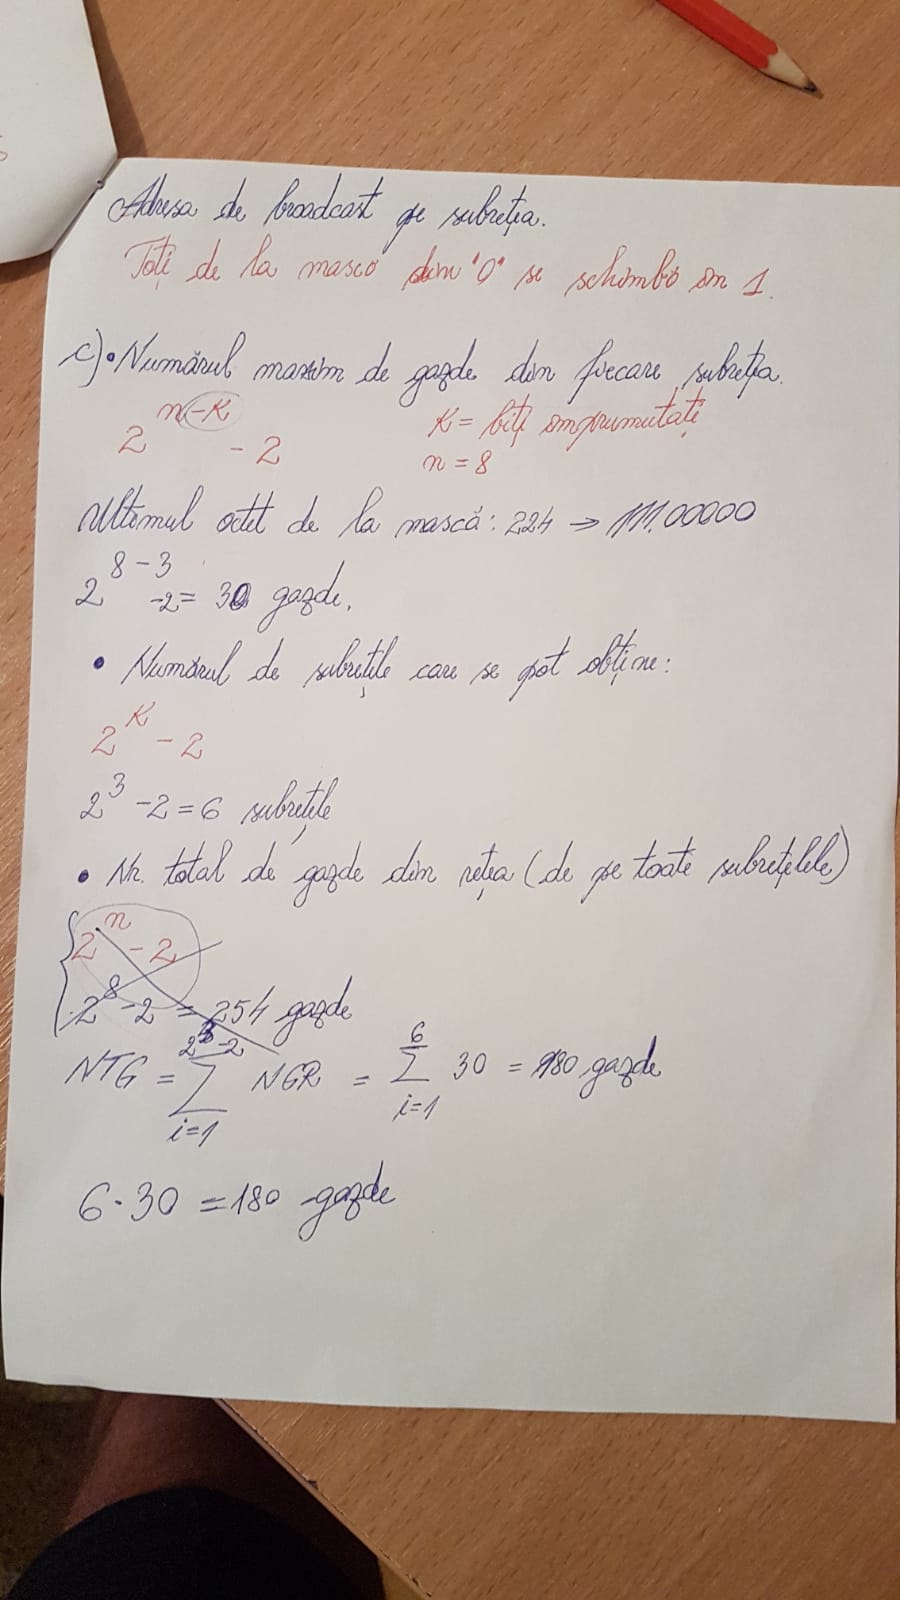 Adresa de broadcast pe subrețea.
Toți de la mască din "0" se schimbă în 1.
c) • Numărul maxim de gazde din fiecare subrețea.
2^(n-k) - 2
k = biți împrumutați
n = 8
Ultimul octet de la mască: 224 → 111.00000
2^(8-3) -2 = 30 gazde.
• Numărul de subrețele care se pot obține:
2^k - 2
2^3 - 2 = 6 subrețele
• Nr. total de gazde din rețea (de pe toate subrețelele)
2^n - 2
2^8 - 2 = 254 gazde
NTG = ∑_{i=1}^{2^3-2} NGR = ∑_{i=1}^{6} 30 = 180 gazde
6 · 30 = 180 gazde